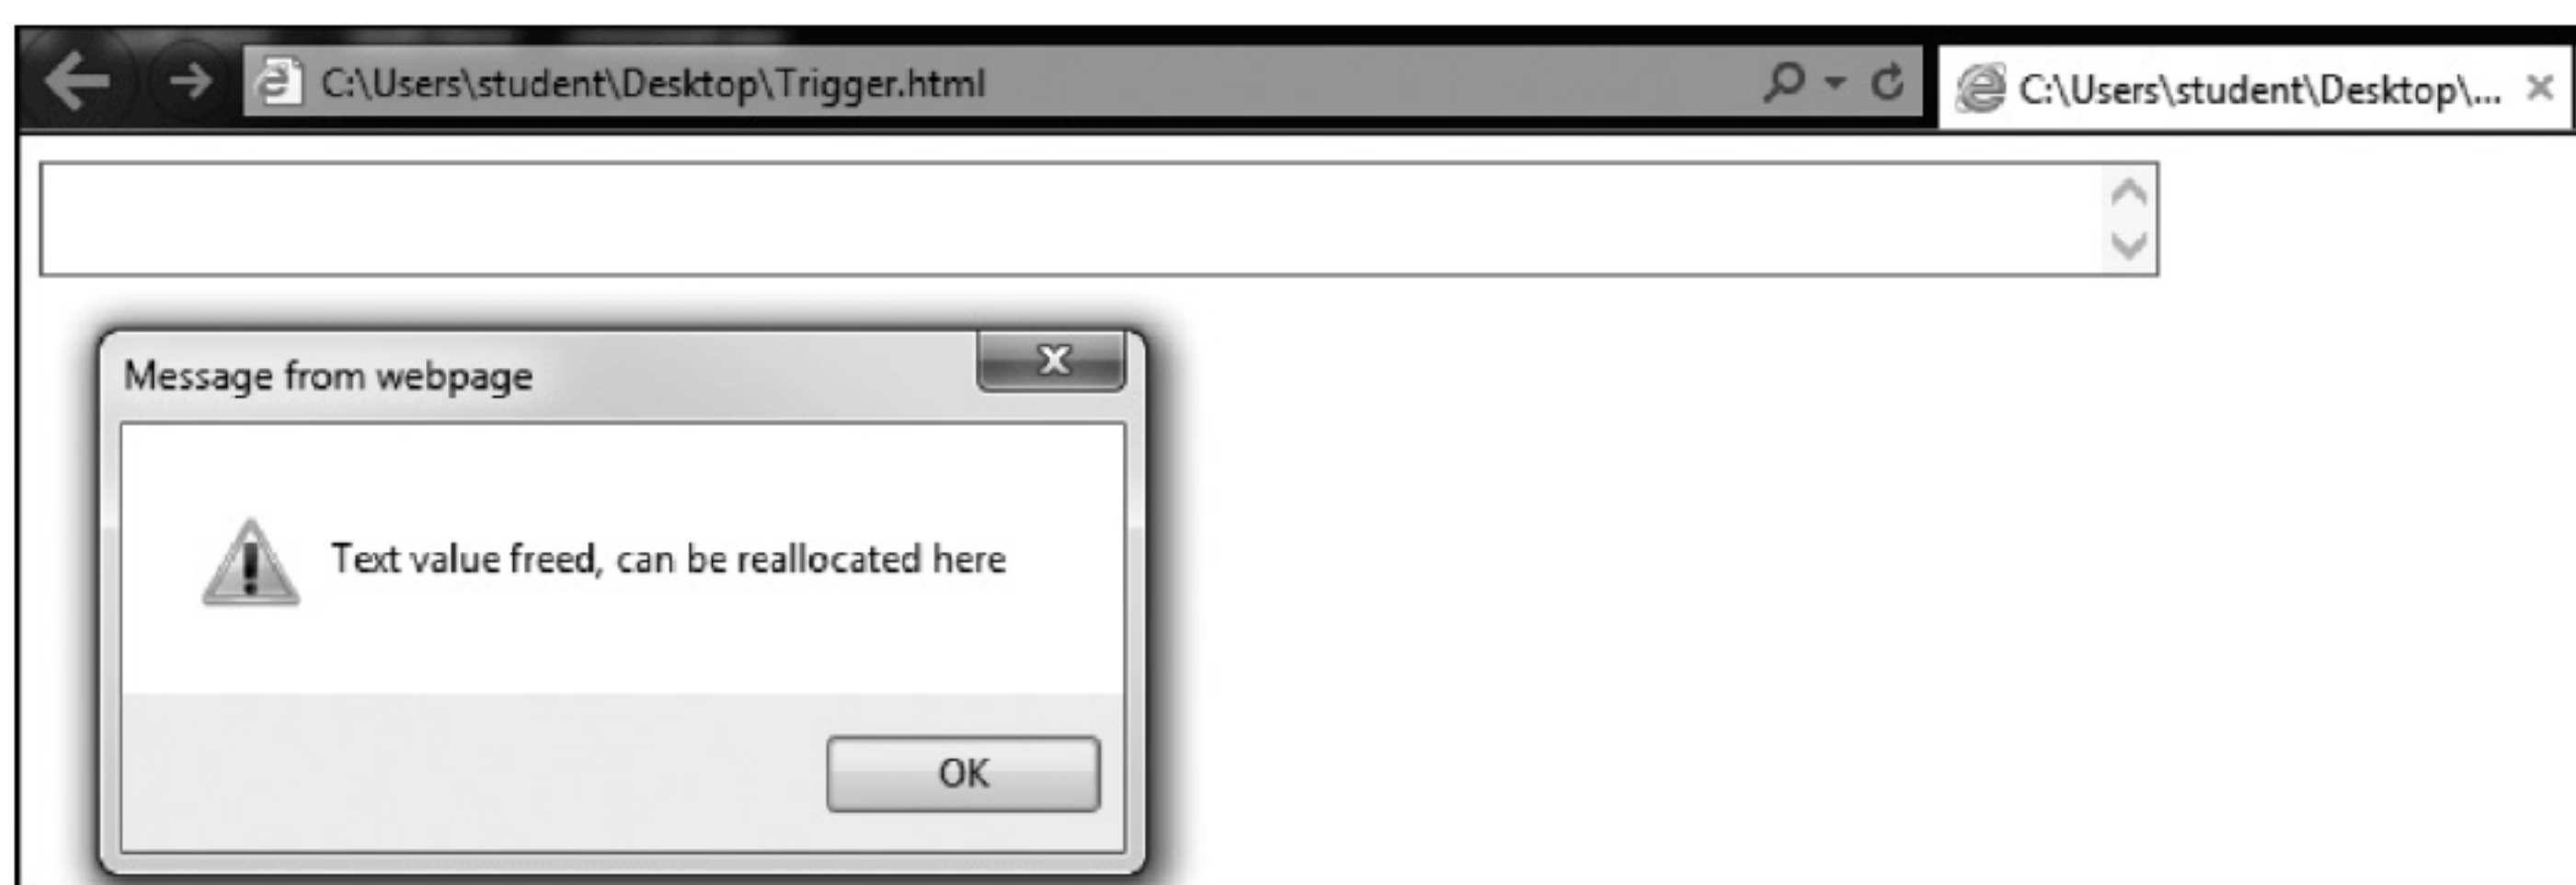 C:\Users\student\Desktop\Trigger.html
C:\Users\student\Desktop\...
Message from webpage
Text value freed, can be reallocated here
OK